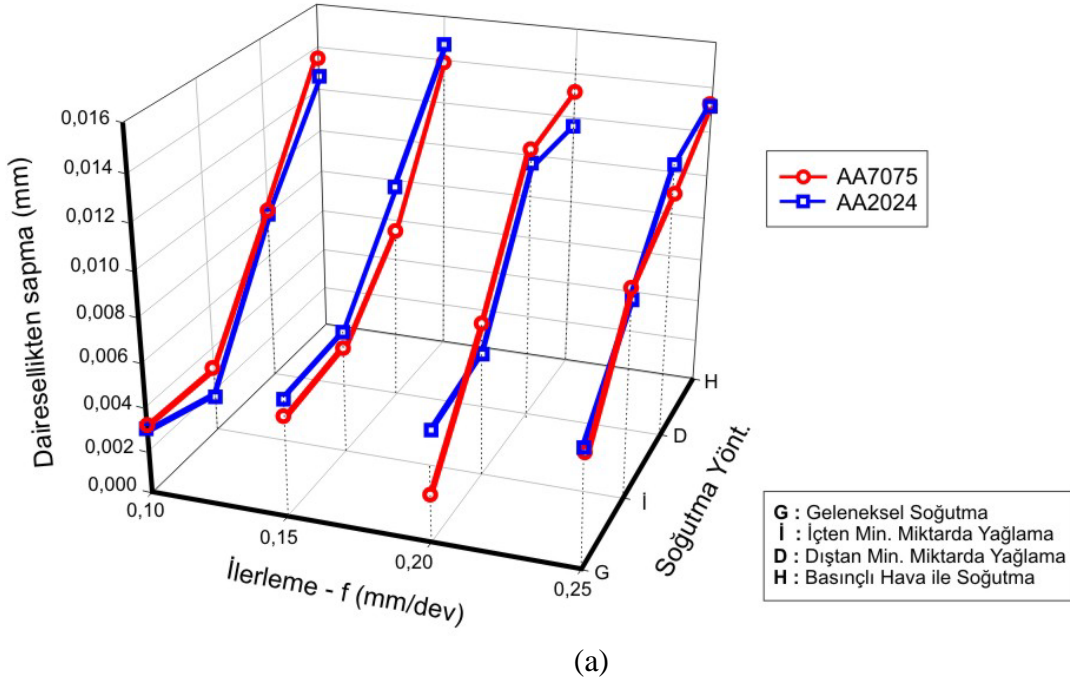 0,016
0,014
0,012
0,010
0,008
0,006
0,004
0,002
0,000
Dairesellikten sapma (mm)
0,10
0,15
0,20
0,25
İlerleme - f (mm/dev)
G
İ
D
H
Soğutma Yönt.
AA7075
AA2024
G : Geleneksel Soğutma
İ : İçten Min. Miktarda Yağlama
D : Dıştan Min. Miktarda Yağlama
H : Basınçlı Hava ile Soğutma
(a)